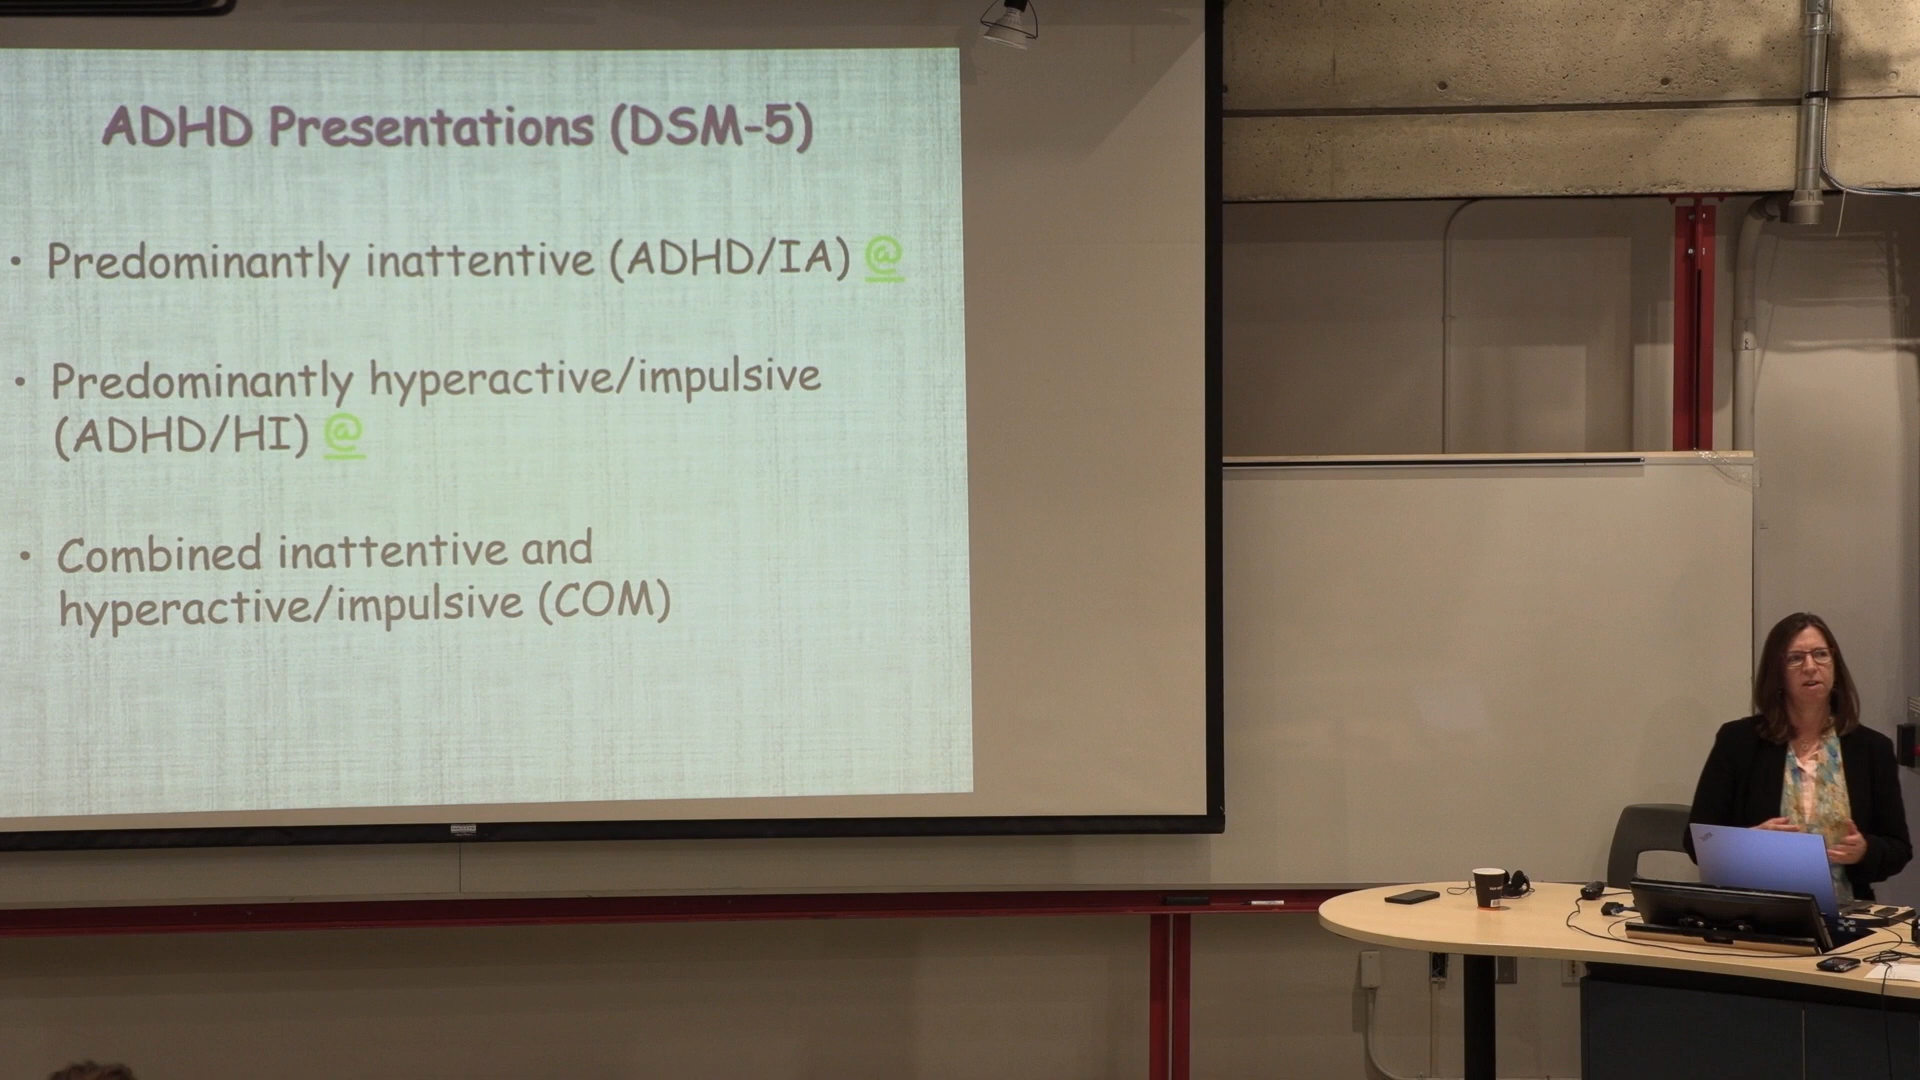 ADHD Presentations (DSM-5)
• Predominantly inattentive (ADHD/IA) @
• Predominantly hyperactive/impulsive
(ADHD/HI) @
• Combined inattentive and
hyperactive/impulsive (COM)